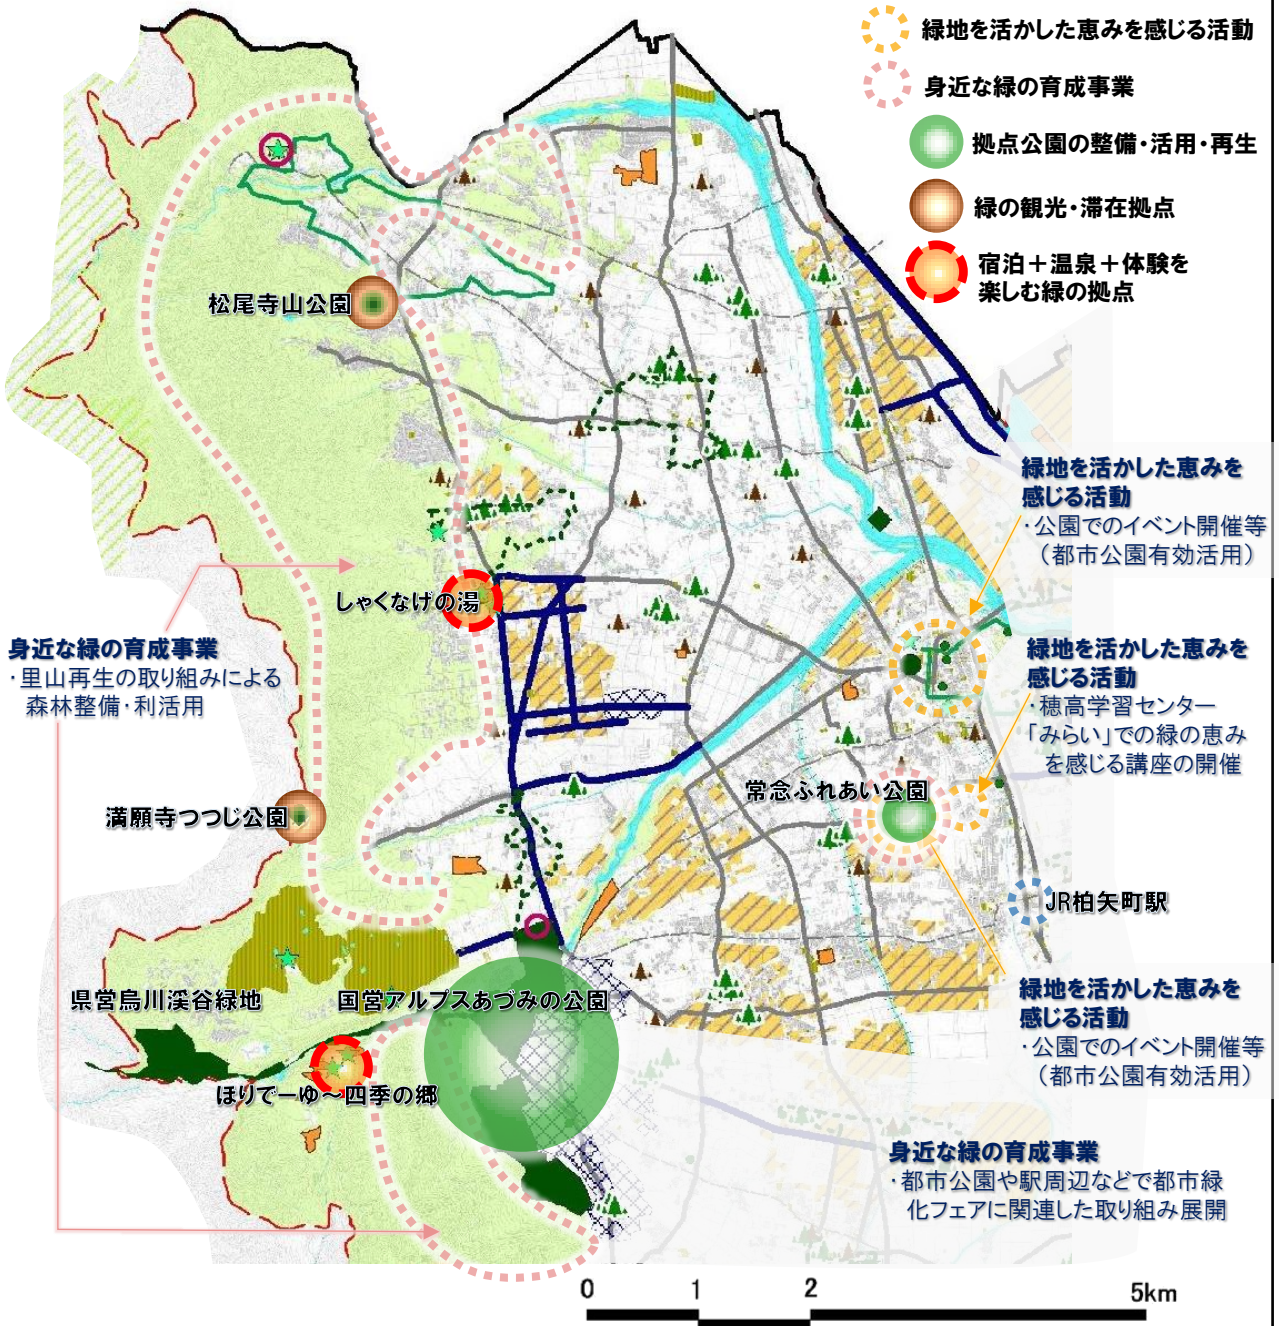 緑地を活かした恵みを感じる活動
身近な緑の育成事業
拠点公園の整備・活用・再生
緑の観光・滞在拠点
宿泊＋温泉＋体験を
楽しむ緑の拠点
松尾寺山公園
緑地を活かした恵みを
感じる活動
・公園でのイベント開催等
（都市公園有効活用）
しゃくなげの湯
身近な緑の育成事業
・里山再生の取り組みによる
森林整備・利活用
緑地を活かした恵みを
感じる活動
・穂高学習センター
「みらい」での緑の恵み
を感じる講座の開催
常念ふれあい公園
満願寺つつじ公園
JR柏矢町駅
県営烏川渓谷緑地
国営アルプスあづみの公園
緑地を活かした恵みを
感じる活動
・公園でのイベント開催等
（都市公園有効活用）
ほりでーゆ～四季の郷
身近な緑の育成事業
・都市公園や駅周辺などで都市緑
化フェアに関連した取り組み展開
0 1 2 5km